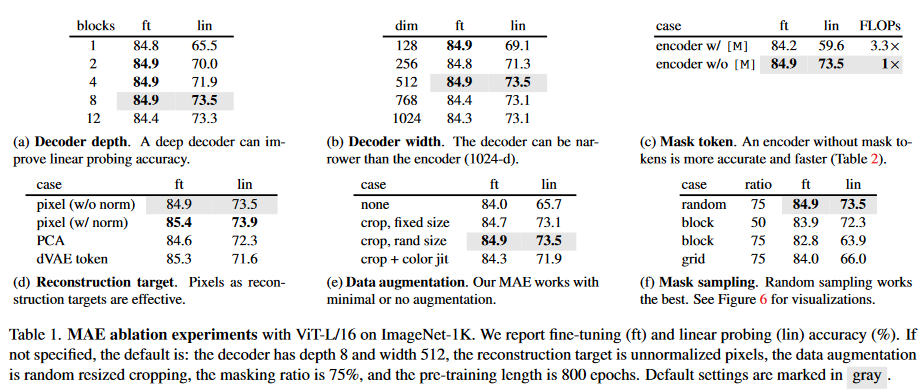 blocks ft lin
1 84.8 65.5
2 84.9 70.0
4 84.9 71.9
8 84.9 73.5
12 84.4 73.3
(a) Decoder depth. A deep decoder can im-
prove linear probing accuracy.
dim ft lin
128 84.9 69.1
256 84.8 71.3
512 84.9 73.5
768 84.4 73.1
1024 84.3 73.1
(b) Decoder width. The decoder can be nar-
rower than the encoder (1024-d).
case ft lin FLOPs
encoder w/ [M] 84.2 59.6 3.3×
encoder w/o [M] 84.9 73.5 1×
(c) Mask token. An encoder without mask to-
kens is more accurate and faster (Table 2).
case ft lin
pixel (w/o norm) 84.9 73.5
pixel (w/ norm) 85.4 73.9
PCA 84.6 72.3
dVAE token 85.3 71.6
(d) Reconstruction target. Pixels as recon-
struction targets are effective.
case ft lin
none 84.0 65.7
crop, fixed size 84.7 73.1
crop, rand size 84.9 73.5
crop + color jit 84.3 71.9
(e) Data augmentation. Our MAE works with
minimal or no augmentation.
case ratio ft lin
random 75 84.9 73.5
block 50 83.9 72.3
block 75 82.8 63.9
grid 75 84.0 66.0
(f) Mask sampling. Random sampling works
the best. See Figure 6 for visualizations.
Table 1. MAE ablation experiments with ViT-L/16 on ImageNet-1K. We report fine-tuning (ft) and linear probing (lin) accuracy (%). If
not specified, the default is: the decoder has depth 8 and width 512, the reconstruction target is unnormalized pixels, the data augmentation
is random resized cropping, the masking ratio is 75%, and the pre-training length is 800 epochs. Default settings are marked in gray .